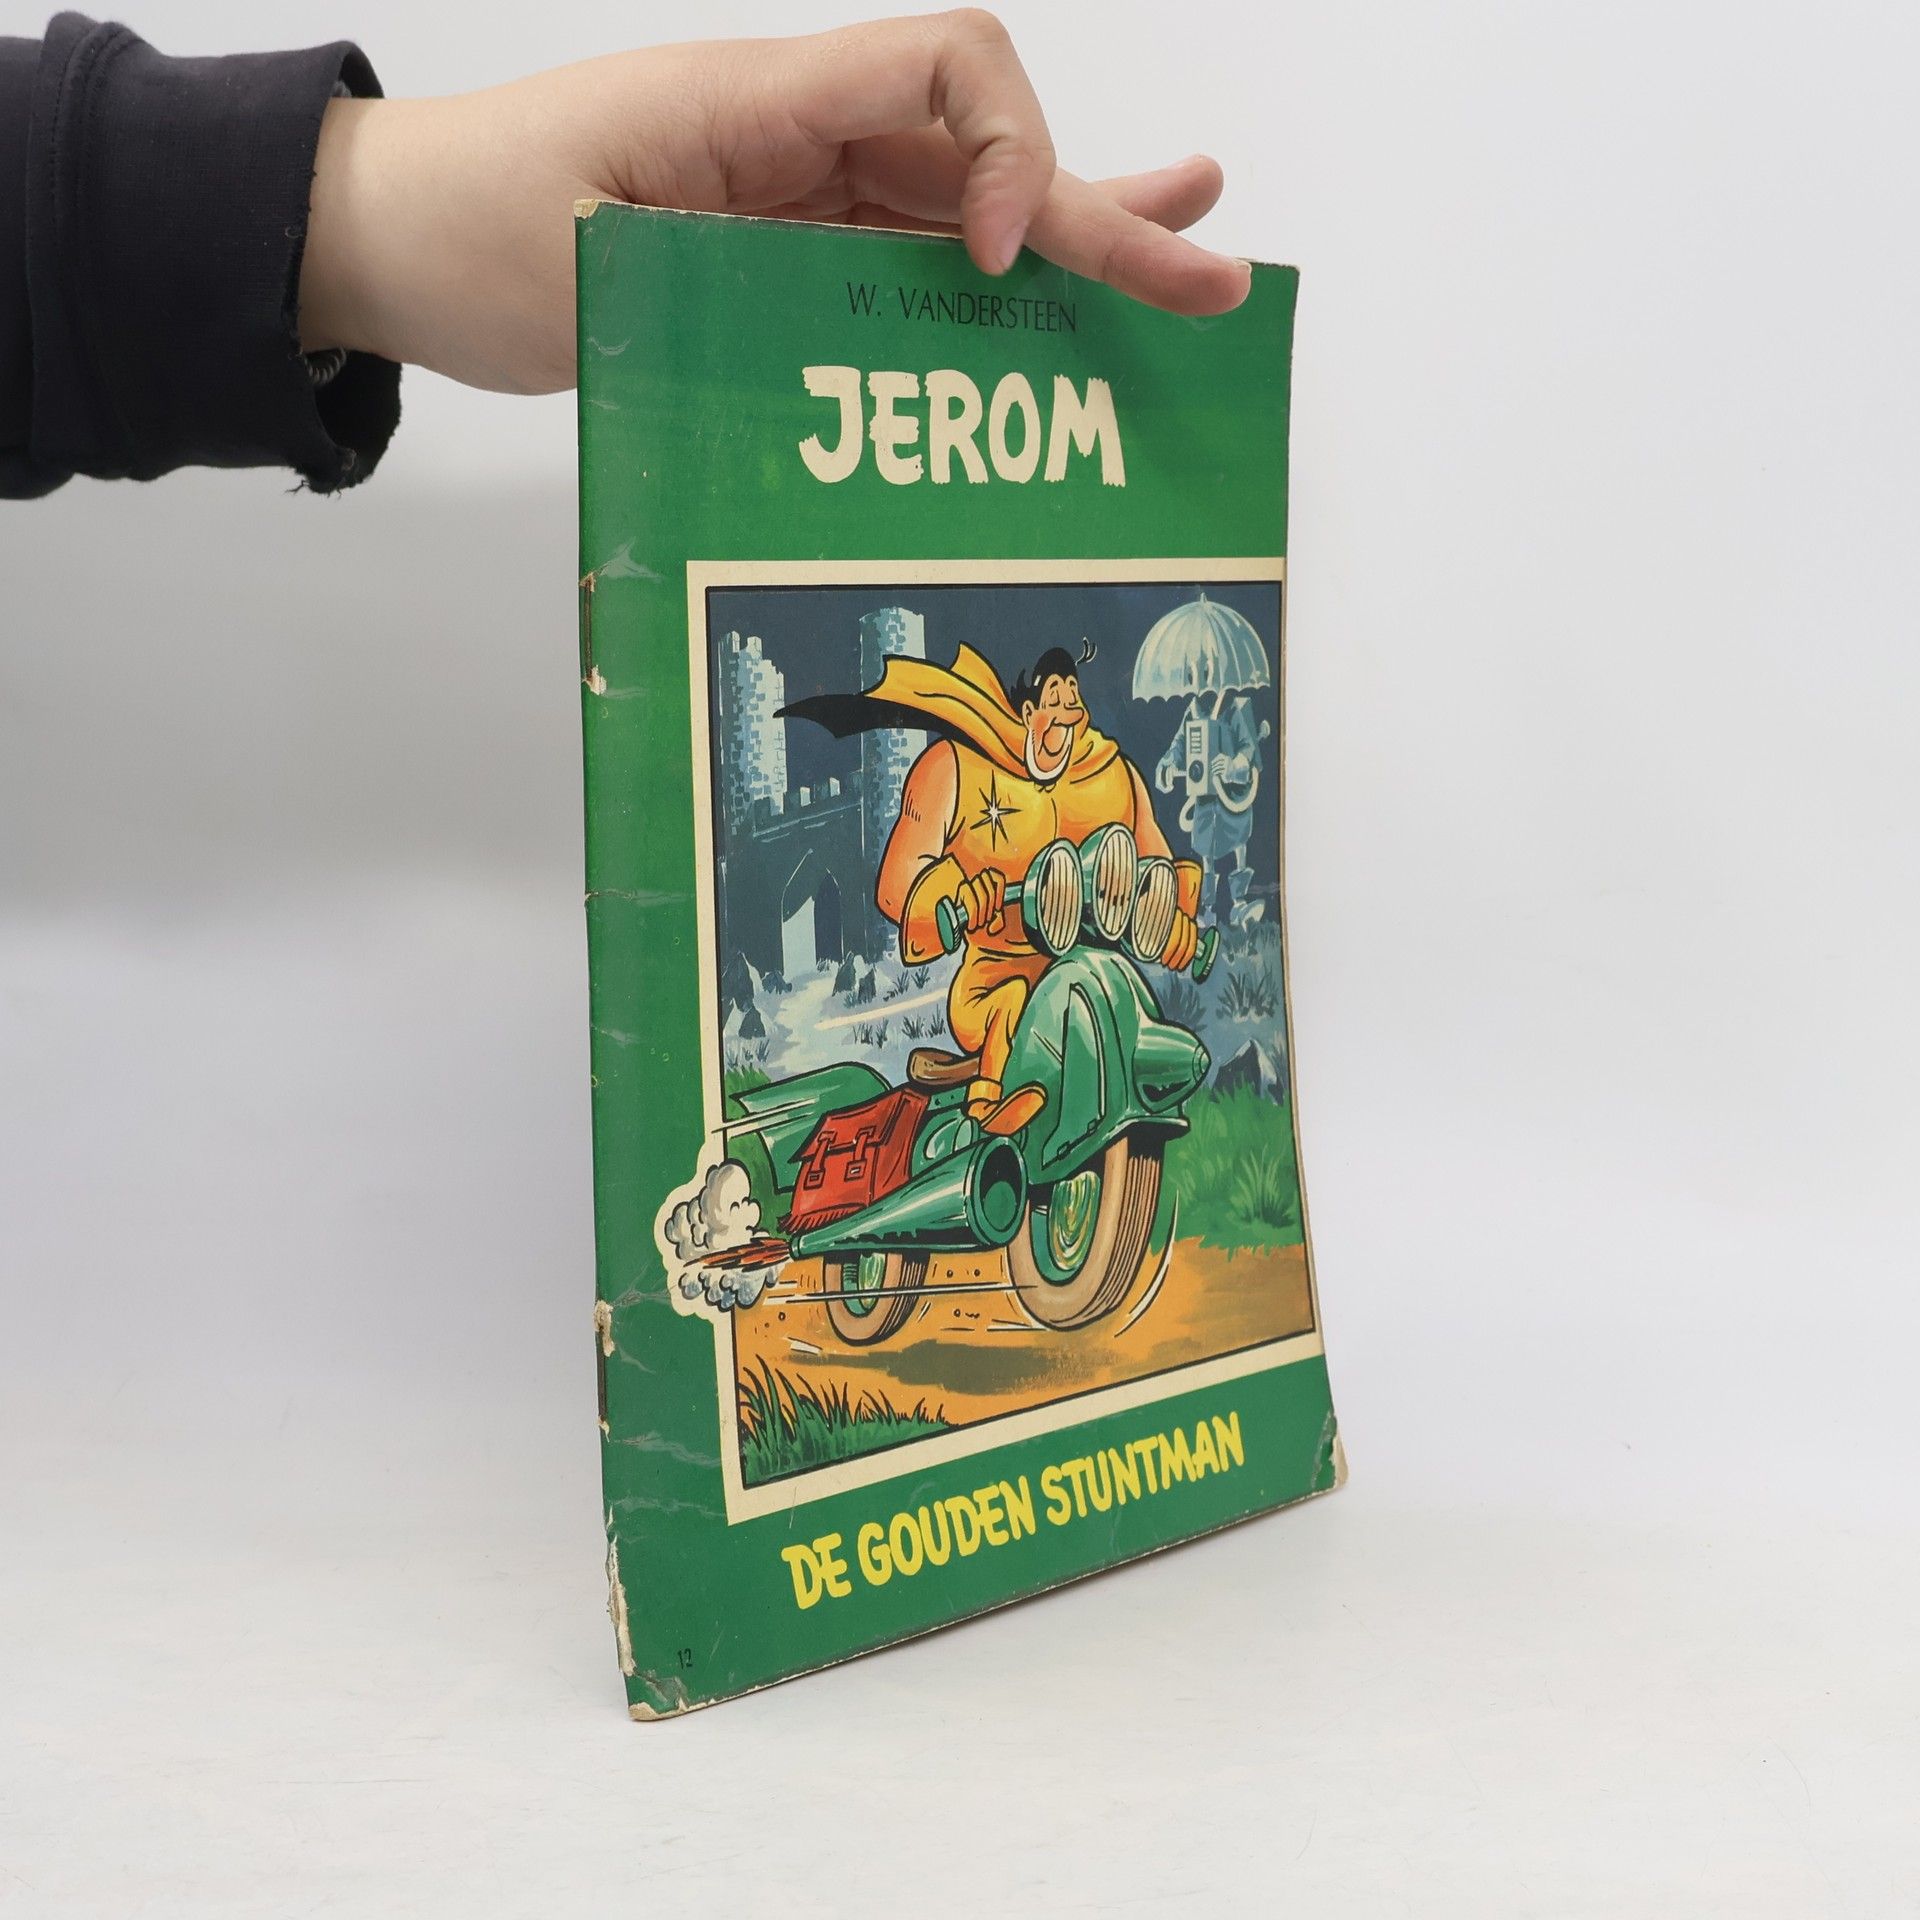 W. VANDERSTEEN
JEROM
DE GOUDEN STUNTMAN
12